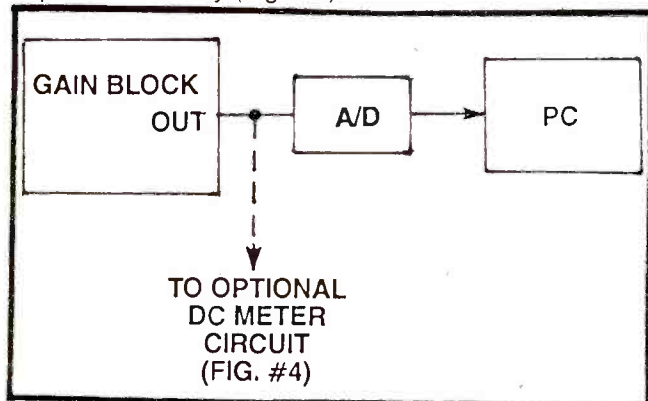 GAIN BLOCK
OUT
A/D
PC
TO OPTIONAL
DC METER
CIRCUIT
(FIG. #4)